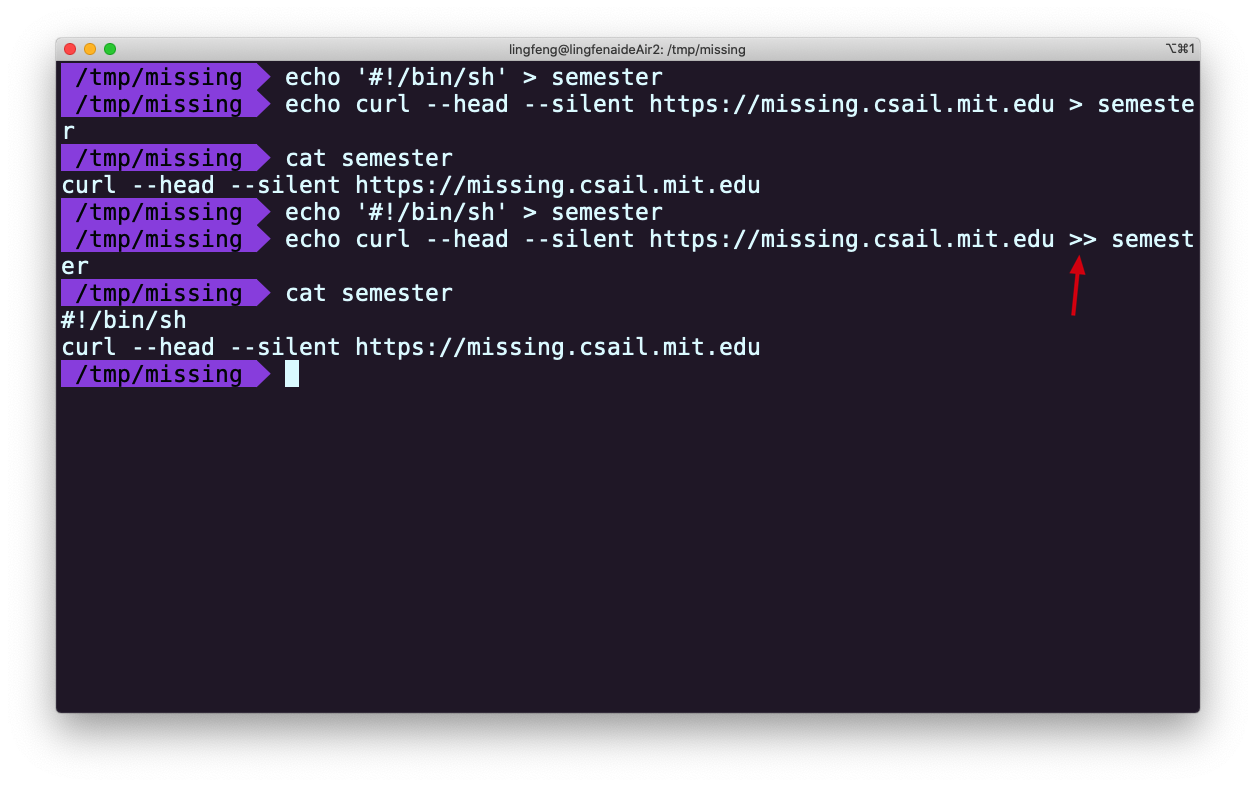 lingfeng@lingfenaideAir2: /tmp/missing ⌥⌘1
/tmp/missing echo '#!/bin/sh' > semester
/tmp/missing echo curl --head --silent https://missing.csail.mit.edu > semeste
r
/tmp/missing cat semester
curl --head --silent https://missing.csail.mit.edu
/tmp/missing echo '#!/bin/sh' > semester
/tmp/missing echo curl --head --silent https://missing.csail.mit.edu >> semest
er
/tmp/missing cat semester
#!/bin/sh
curl --head --silent https://missing.csail.mit.edu
/tmp/missing